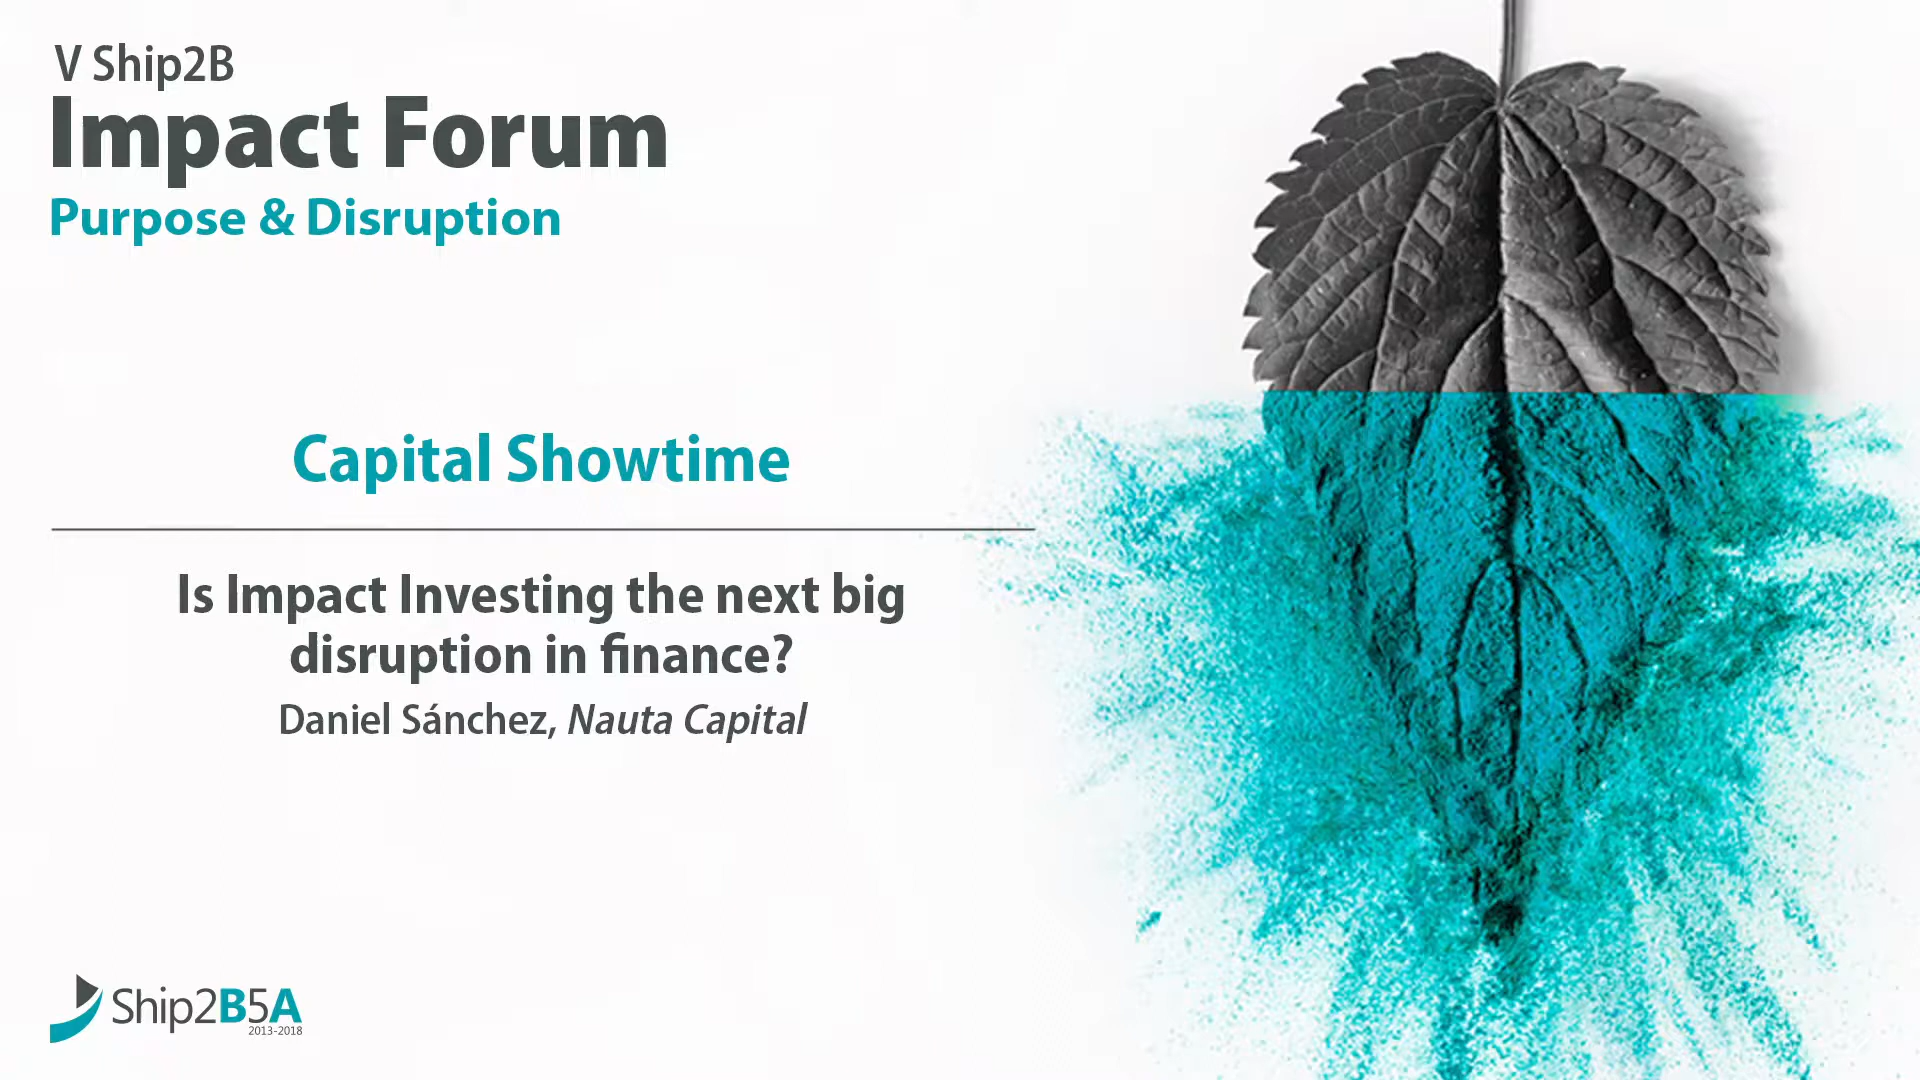 V Ship2B
Impact Forum
Purpose & Disruption
Capital Showtime
Is Impact Investing the next big
disruption in finance?
Daniel Sánchez, Nauta Capital
Ship2B5A
2013-2018